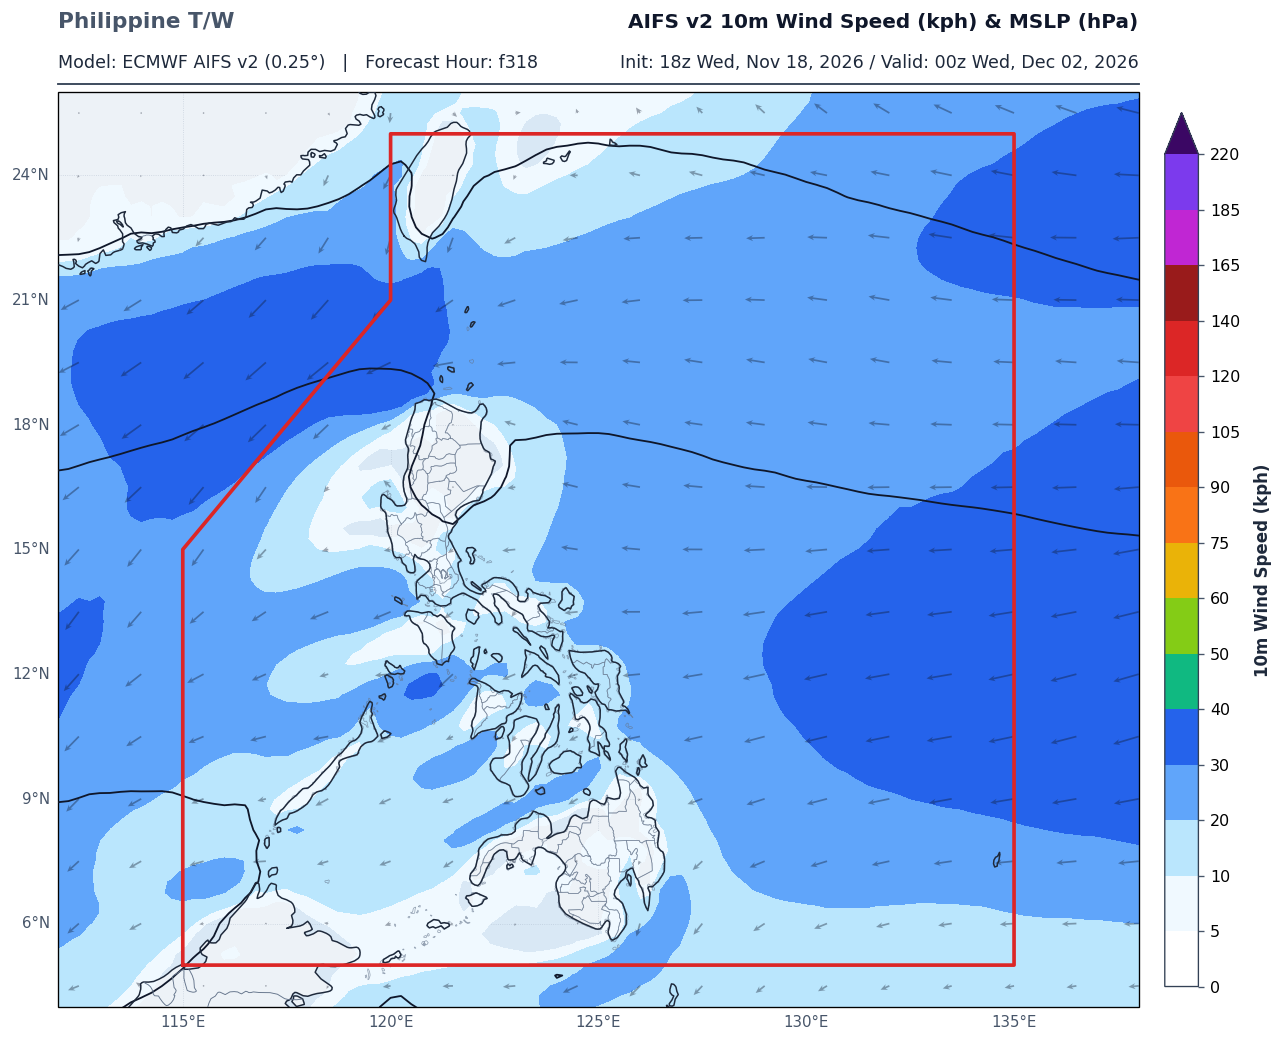 Philippine T/W
AIFS v2 10m Wind Speed (kph) & MSLP (hPa)
Model: ECMWF AIFS v2 (0.25°) | Forecast Hour: f318
Init: 18z Wed, Nov 18, 2026 / Valid: 00z Wed, Dec 02, 2026
24°N
21°N
18°N
15°N
12°N
9°N
6°N
115°E
120°E
125°E
130°E
135°E
220
185
165
140
120
105
90
75
60
50
40
30
20
10
5
0
10m Wind Speed (kph)